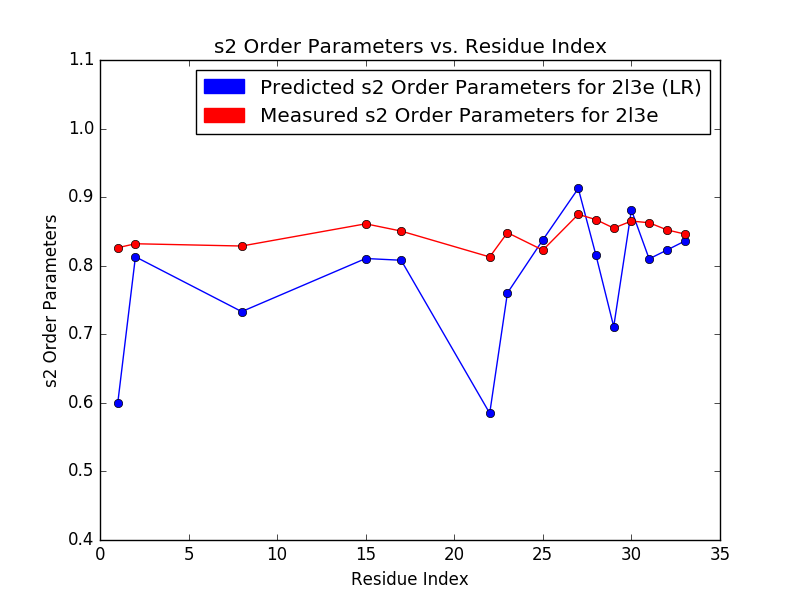 s2 Order Parameters vs. Residue Index
Predicted s2 Order Parameters for 2l3e (LR)
Measured s2 Order Parameters for 2l3e
s2 Order Parameters
1.1
1.0
0.9
0.8
0.7
0.6
0.5
0.4
0 5 10 15 20 25 30 35
Residue Index